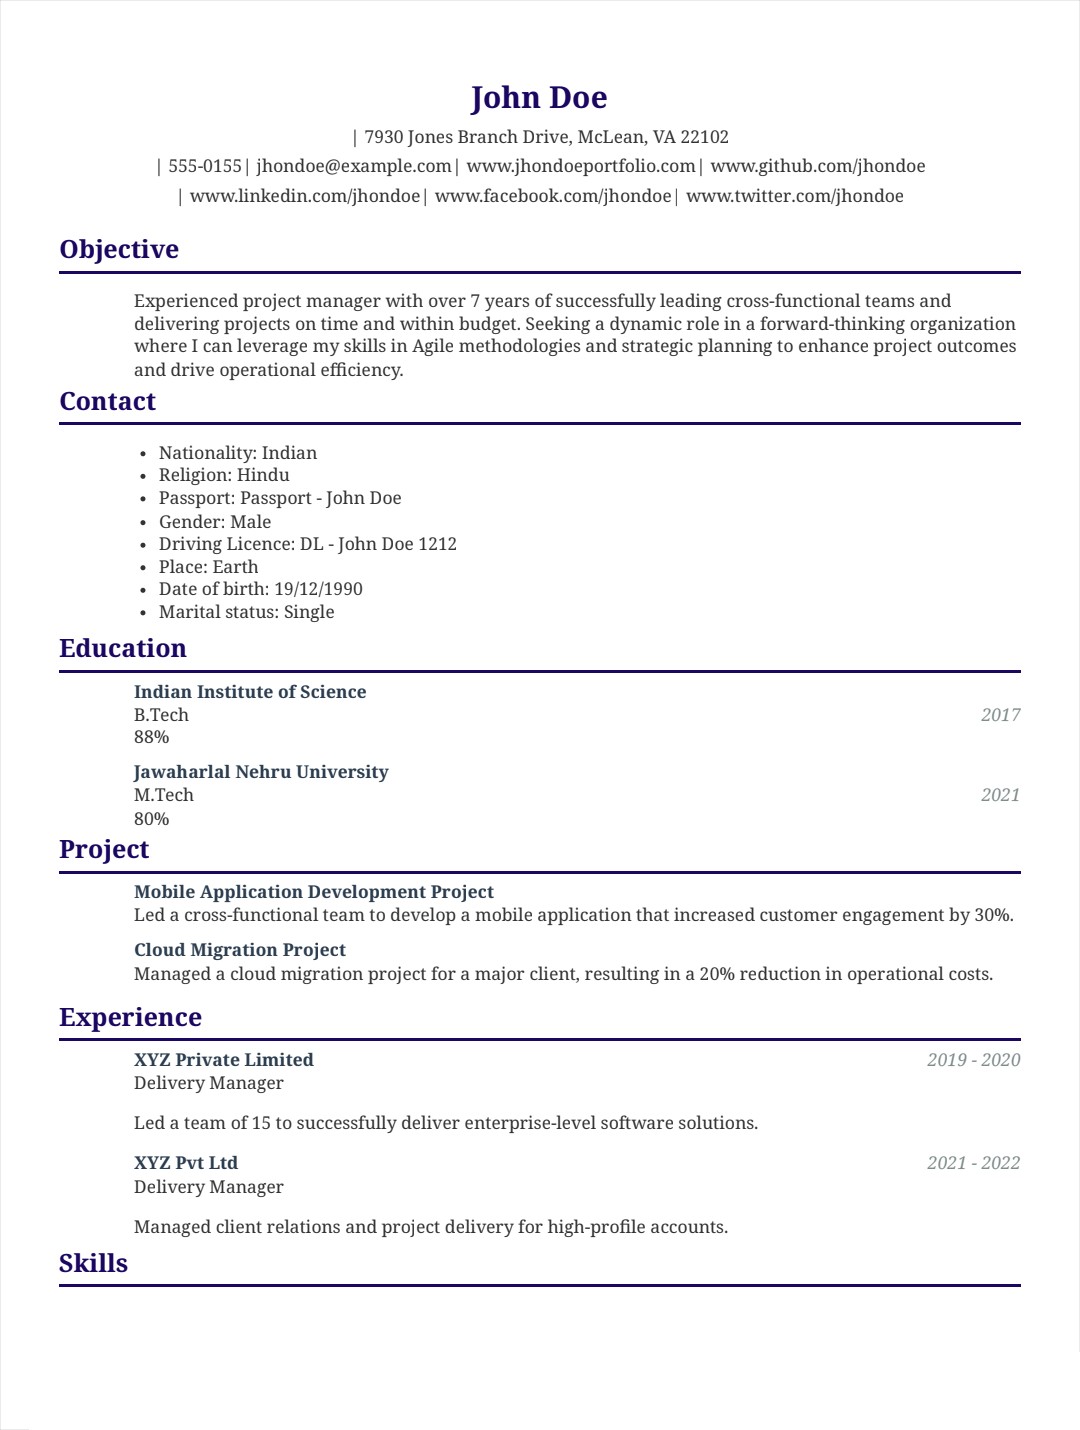 John Doe
| 7930 Jones Branch Drive, McLean, VA 22102
| 555-0155| jhondoe@example.com| www.jhondoeportfolio.com| www.github.com/jhondoe
| www.linkedin.com/jhondoe| www.facebook.com/jhondoe| www.twitter.com/jhondoe
Objective
Experienced project manager with over 7 years of successfully leading cross-functional teams and
delivering projects on time and within budget. Seeking a dynamic role in a forward-thinking organization
where I can leverage my skills in Agile methodologies and strategic planning to enhance project outcomes
and drive operational efficiency.
Contact
• Nationality: Indian
• Religion: Hindu
• Passport: Passport - John Doe
• Gender: Male
• Driving Licence: DL - John Doe 1212
• Place: Earth
• Date of birth: 19/12/1990
• Marital status: Single
Education
Indian Institute of Science
B.Tech 2017
88%
Jawaharlal Nehru University
M.Tech 2021
80%
Project
Mobile Application Development Project
Led a cross-functional team to develop a mobile application that increased customer engagement by 30%.
Cloud Migration Project
Managed a cloud migration project for a major client, resulting in a 20% reduction in operational costs.
Experience
XYZ Private Limited 2019 - 2020
Delivery Manager
Led a team of 15 to successfully deliver enterprise-level software solutions.
XYZ Pvt Ltd 2021 - 2022
Delivery Manager
Managed client relations and project delivery for high-profile accounts.
Skills